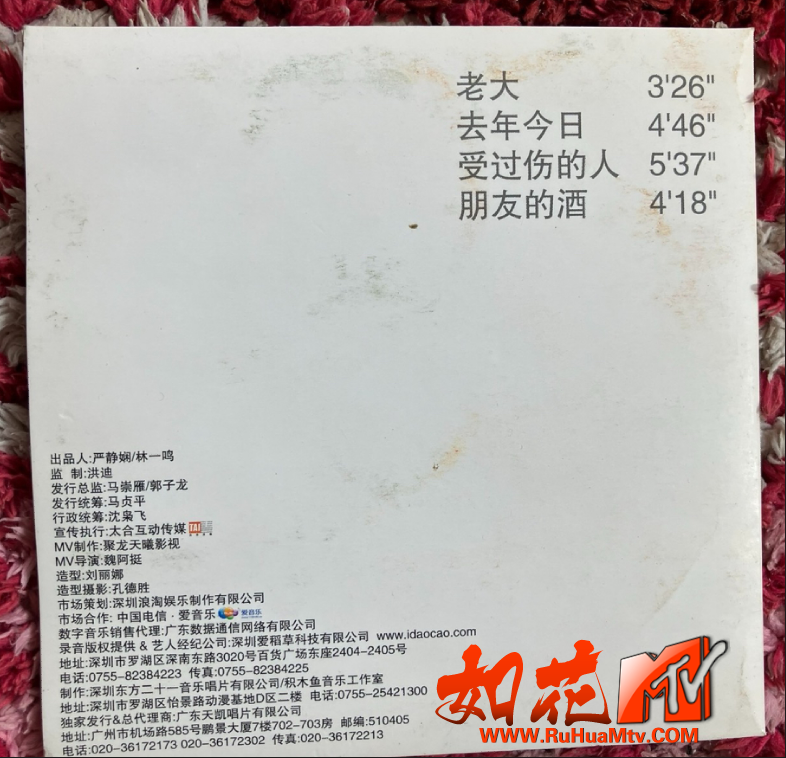 老大 3'26"
去年今日 4'46"
受过伤的人 5'37"
朋友的酒 4'18"
出品人:严静娴/林一鸣
监 制:洪迪
发行总监:马崇雁/郭子龙
发行统筹:马贞平
行政统筹:沈枭飞
宣传执行:太合互动传媒 TAI
MV制作:聚龙天曦影视
MV导演:魏阿挺
造型:刘丽娜
造型摄影:孔德胜
市场策划:深圳浪淘娱乐制作有限公司
市场合作: 中国电信·爱音乐 爱音乐
数字音乐销售代理:广东数据通信网络有限公司
录音版权提供 & 艺人经纪公司:深圳爱稻草科技有限公司 www.idaocao.com
地址:深圳市罗湖区深南东路3020号百货广场东座2404-2405号
电话:0755-82384223 传真:0755-82384225
制作:深圳东方二十一音乐唱片有限公司/积木鱼音乐工作室
地址:深圳市罗湖区怡景路动漫基地D区二楼 电话:0755-25421300
独家发行&总代理商:广东天凯唱片有限公司
地址:广州市机场路585号鹏景大厦7楼702-703房 邮编:510405
电话:020-36172173 020-36172302 传真:020-36172213
如花MTV
www.RuHuaMtv.com